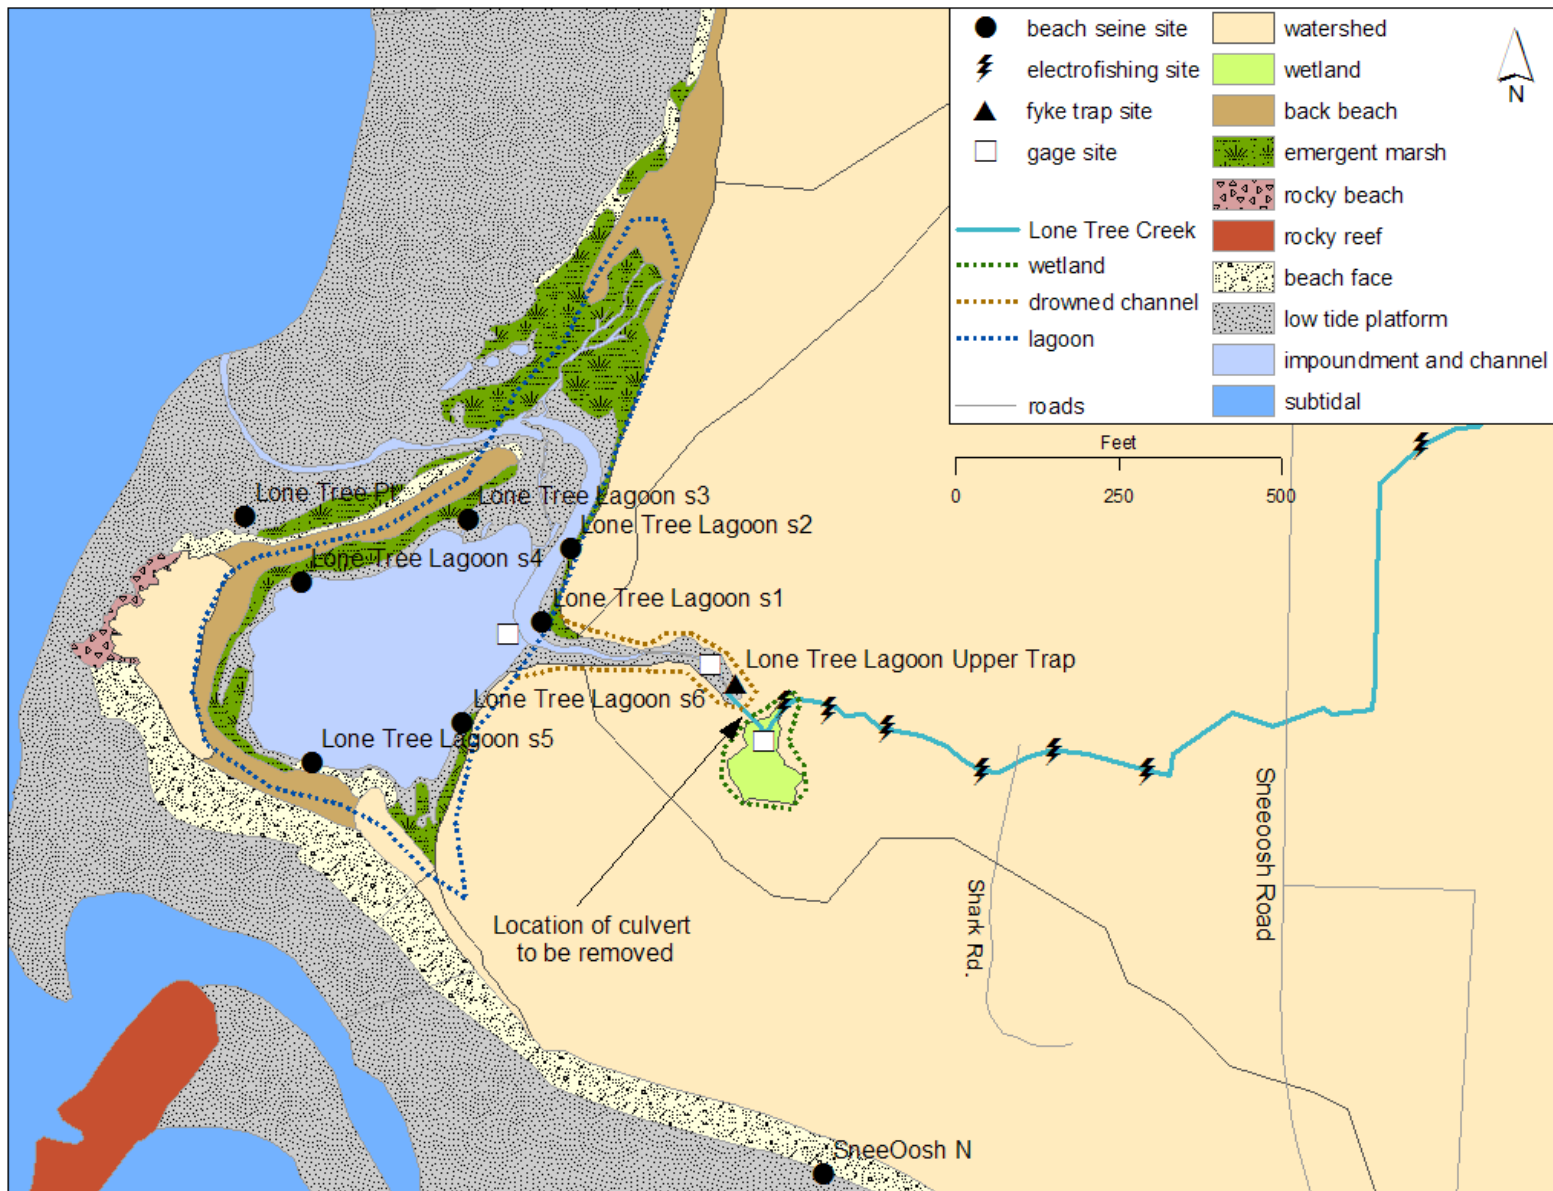 beach seine site
electrofishing site
fyke trap site
gage site
Lone Tree Creek
wetland
drowned channel
lagoon
roads
watershed
wetland
back beach
emergent marsh
rocky beach
rocky reef
beach face
low tide platform
impoundment and channel
subtidal
N
Feet
0 250 500
Lone Tree Pt
Lone Tree Lagoon s3
Lone Tree Lagoon s2
Lone Tree Lagoon s4
Lone Tree Lagoon s1
Lone Tree Lagoon Upper Trap
Lone Tree Lagoon s6
Lone Tree Lagoon s5
Location of culvert
to be removed
Shark Rd.
Sneeoosh Road
SneeOosh N